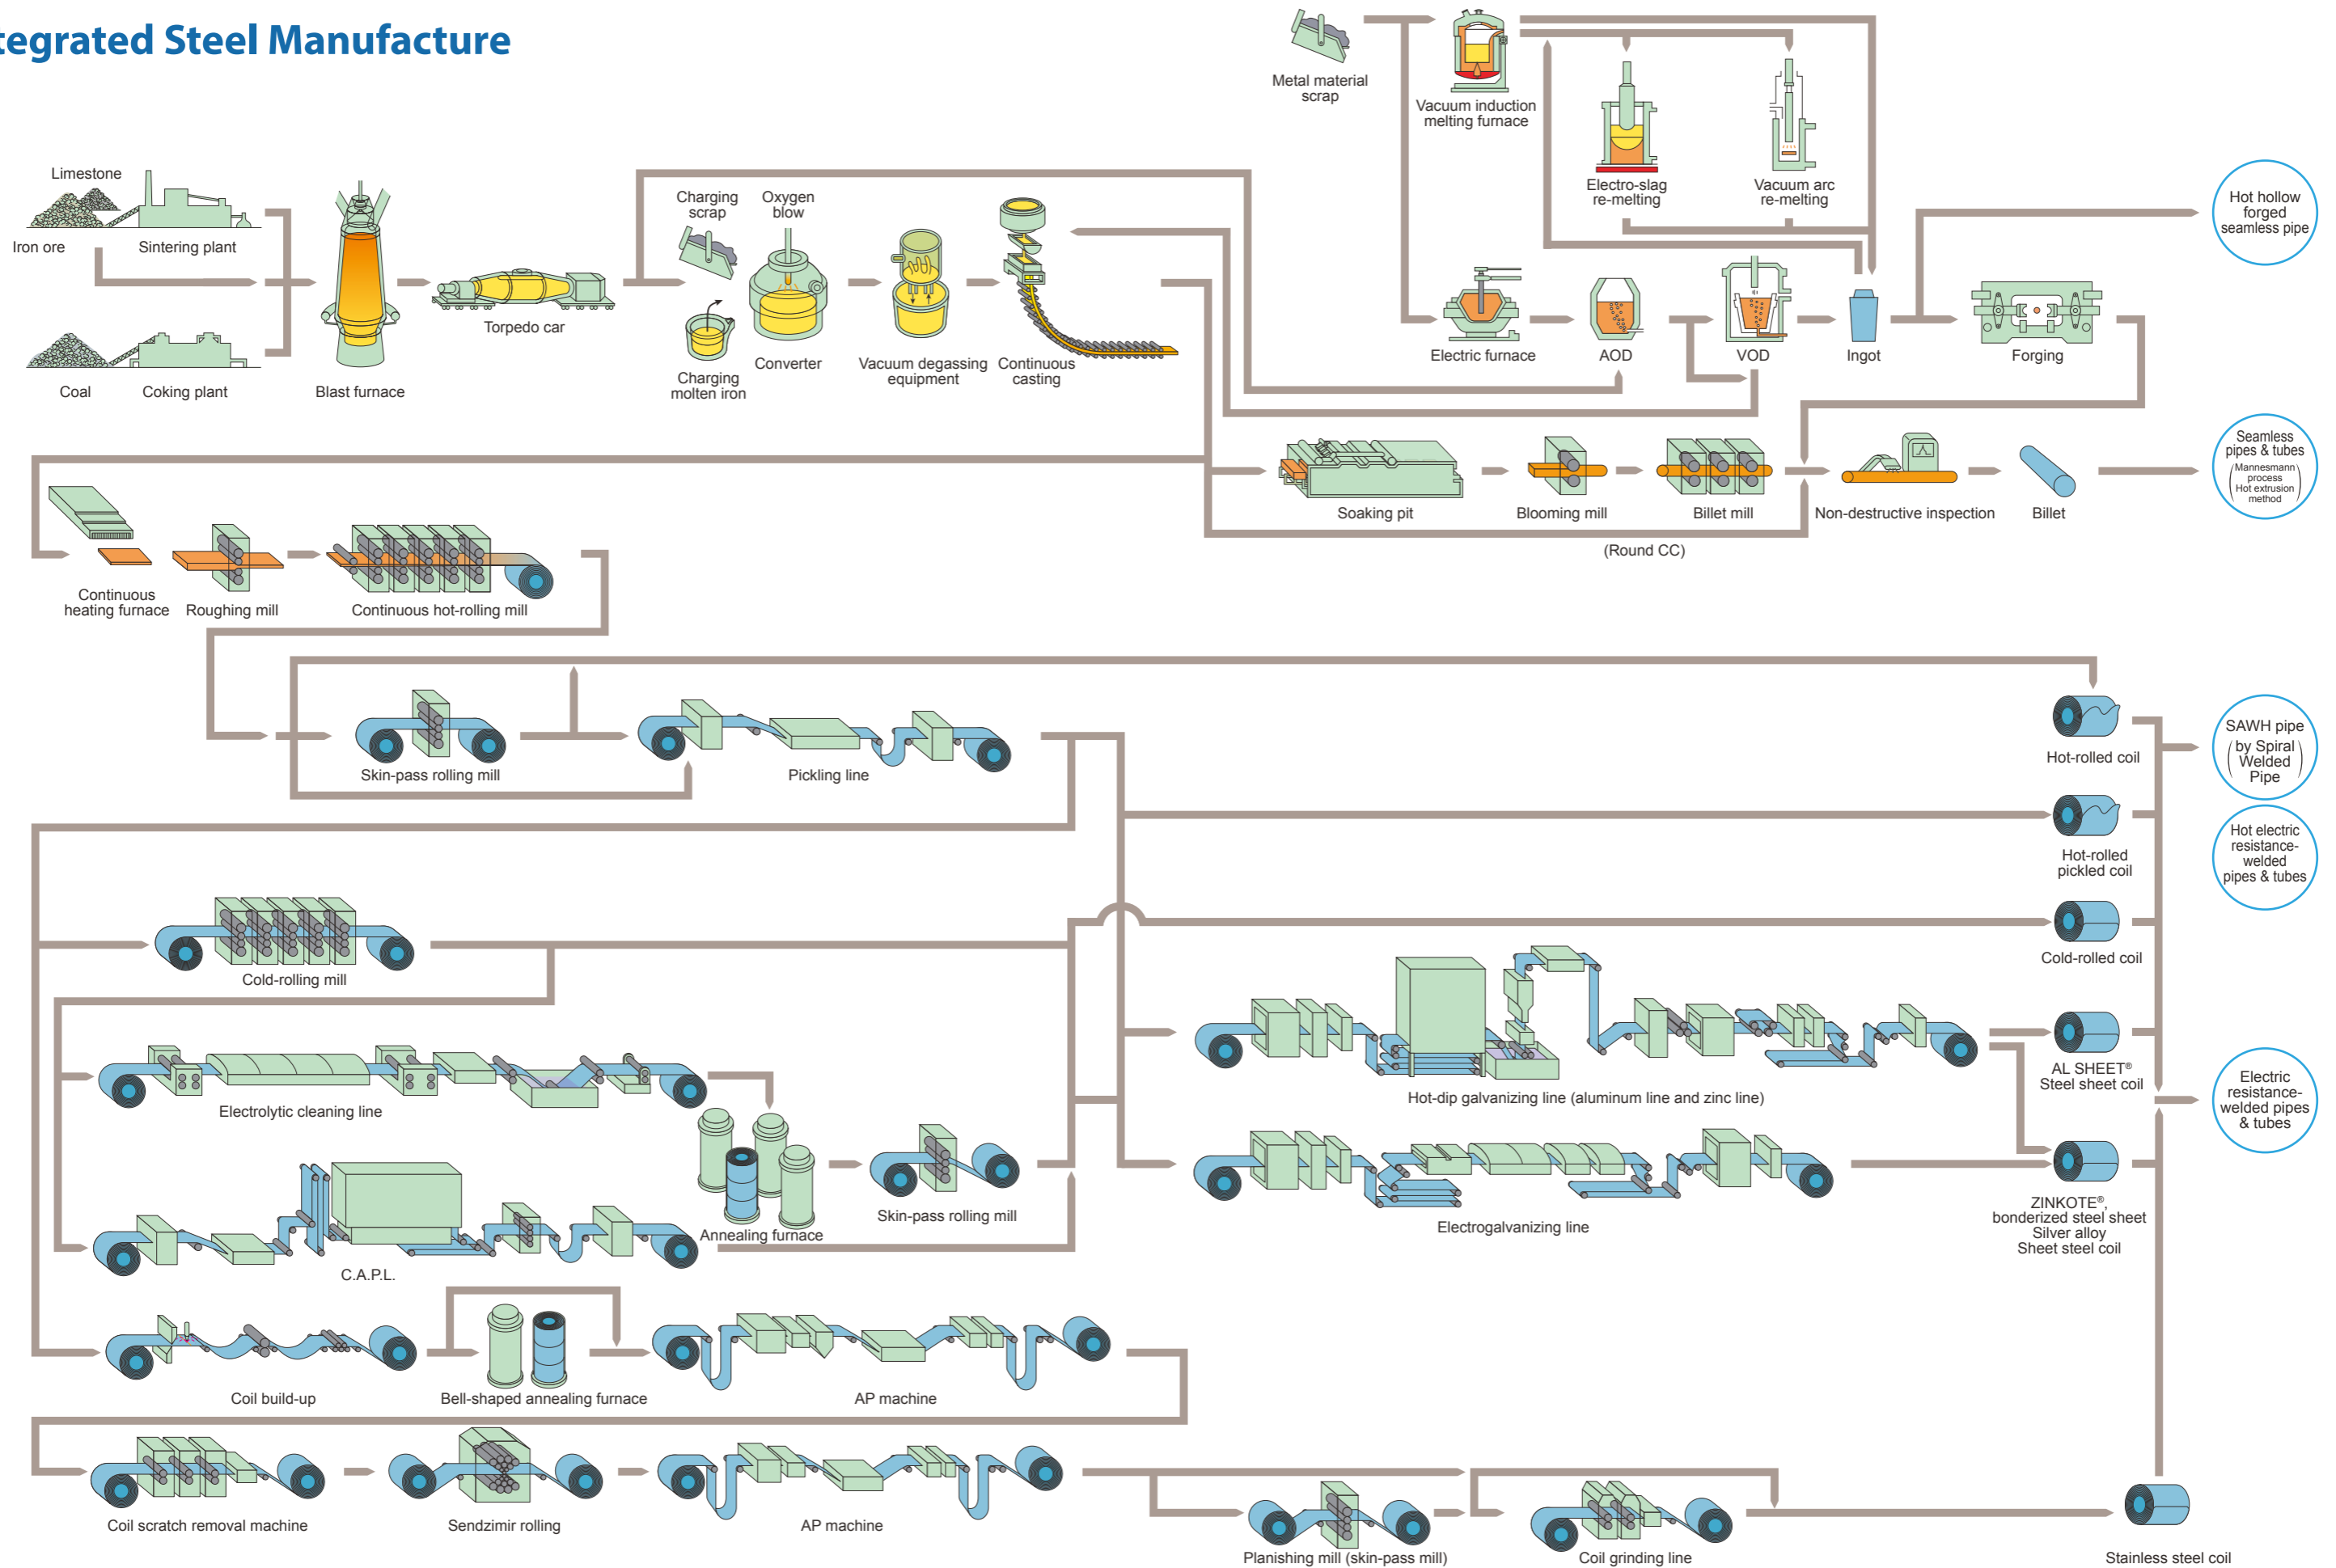 tegrated Steel Manufacture
Metal material
scrap
Vacuum induction
melting furnace
Electro-slag
re-melting
Vacuum arc
re-melting
Limestone
Iron ore
Sintering plant
Coal
Coking plant
Blast furnace
Torpedo car
Charging
scrap
Oxygen
blow
Charging
molten iron
Converter
Vacuum degassing
equipment
Continuous
casting
Electric furnace
AOD
VOD
Ingot
Forging
Hot hollow
forged
seamless pipe
Soaking pit
Blooming mill
Billet mill
Non-destructive inspection
Billet
(Round CC)
Seamless
pipes & tubes
(Mannesmann
process
Hot extrusion
method)
Continuous
heating furnace
Roughing mill
Continuous hot-rolling mill
Skin-pass rolling mill
Pickling line
Hot-rolled coil
SAWH pipe
(by Spiral
Welded
Pipe)
Hot-rolled
pickled coil
Hot electric
resistance-
welded
pipes & tubes
Cold-rolling mill
Cold-rolled coil
Electrolytic cleaning line
Hot-dip galvanizing line (aluminum line and zinc line)
AL SHEET®
Steel sheet coil
Electric
resistance-
welded pipes
& tubes
Annealing furnace
Skin-pass rolling mill
Electrogalvanizing line
ZINKOTE®,
bonderized steel sheet
Silver alloy
Sheet steel coil
C.A.P.L.
Coil build-up
Bell-shaped annealing furnace
AP machine
Coil scratch removal machine
Sendzimir rolling
AP machine
Planishing mill (skin-pass mill)
Coil grinding line
Stainless steel coil